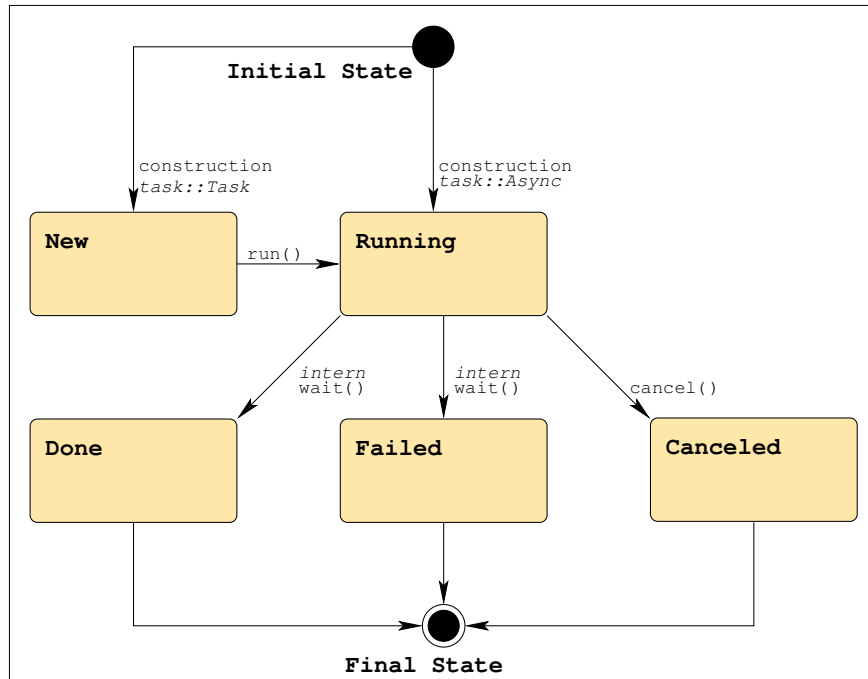 Initial State
construction
task::Task
construction
task::Async
New
run()
Running
intern
wait()
intern
wait()
cancel()
Done
Failed
Canceled
Final State